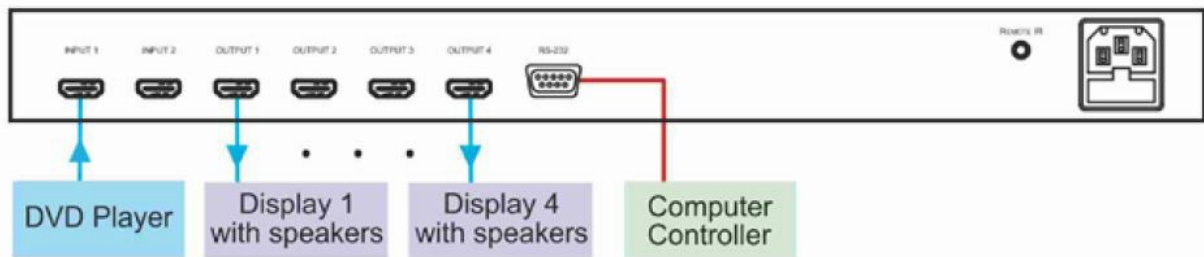 INPUT 1 INPUT 2 OUTPUT 1 OUTPUT 2 OUTPUT 3 OUTPUT 4 RS-232 REMOTE IR
DVD Player
Display 1
with speakers
Display 4
with speakers
Computer
Controller